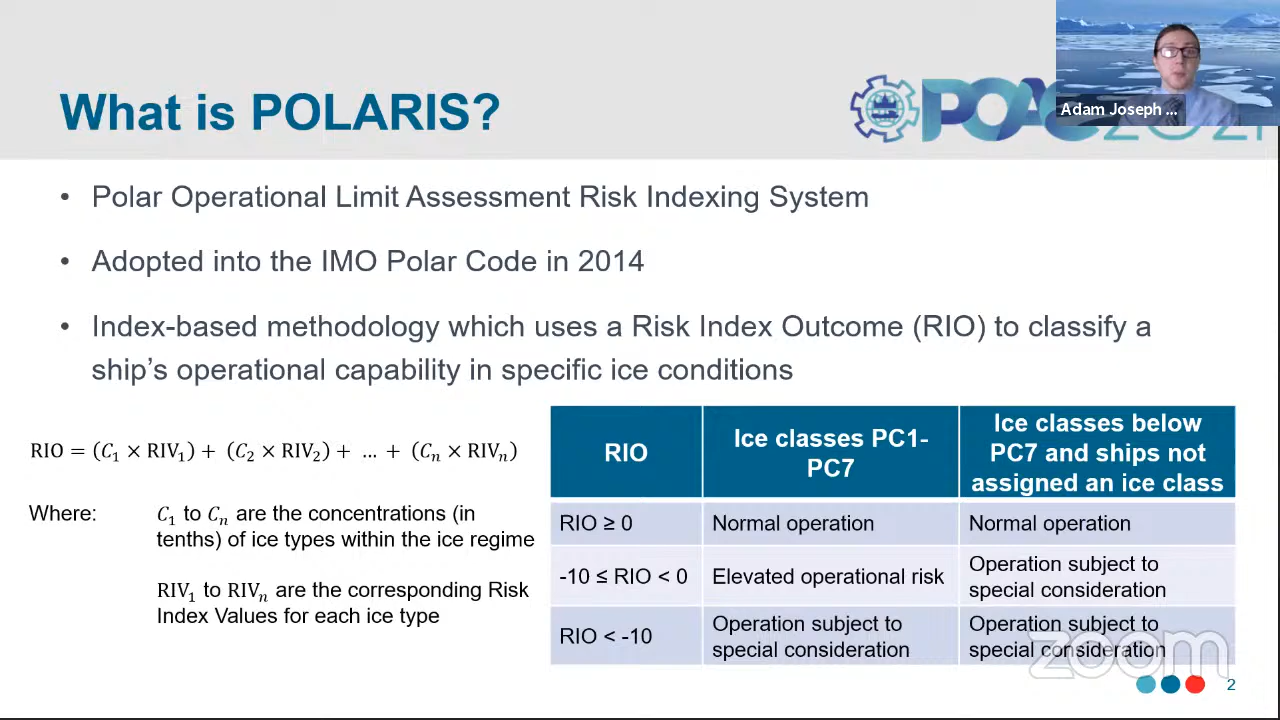 What is POLARIS?
POAC
2021
Adam Joseph ...
• Polar Operational Limit Assessment Risk Indexing System
• Adopted into the IMO Polar Code in 2014
• Index-based methodology which uses a Risk Index Outcome (RIO) to classify a
ship’s operational capability in specific ice conditions
RIO = (C₁ × RIV₁) + (C₂ × RIV₂) + … + (Cₙ × RIVₙ)
Where:
C₁ to Cₙ are the concentrations (in
tenths) of ice types within the ice regime
RIV₁ to RIVₙ are the corresponding Risk
Index Values for each ice type
RIO
Ice classes PC1-
PC7
Ice classes below
PC7 and ships not
assigned an ice class
RIO ≥ 0
Normal operation
Normal operation
-10 ≤ RIO < 0
Elevated operational risk
Operation subject to
special consideration
RIO < -10
Operation subject to
special consideration
Operation subject to
special consideration
zoom
2